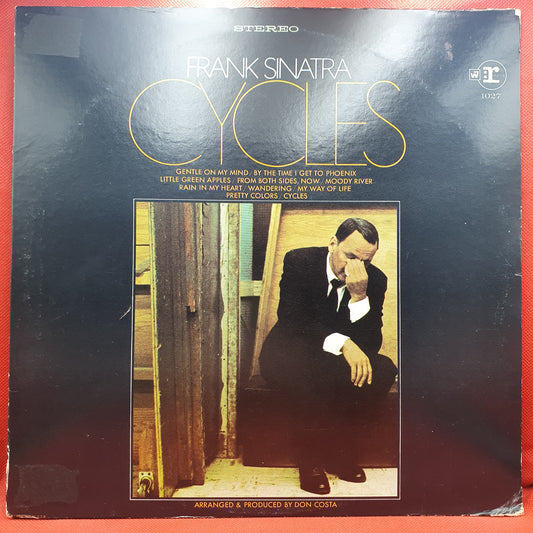 STEREO
FRANK SINATRA
CYCLES
W r
1027
GENTLE ON MY MIND / BY THE TIME I GET TO PHOENIX
LITTLE GREEN APPLES / FROM BOTH SIDES, NOW / MOODY RIVER
RAIN IN MY HEART / WANDERING / MY WAY OF LIFE
PRETTY COLORS / CYCLES
ARRANGED & PRODUCED BY DON COSTA